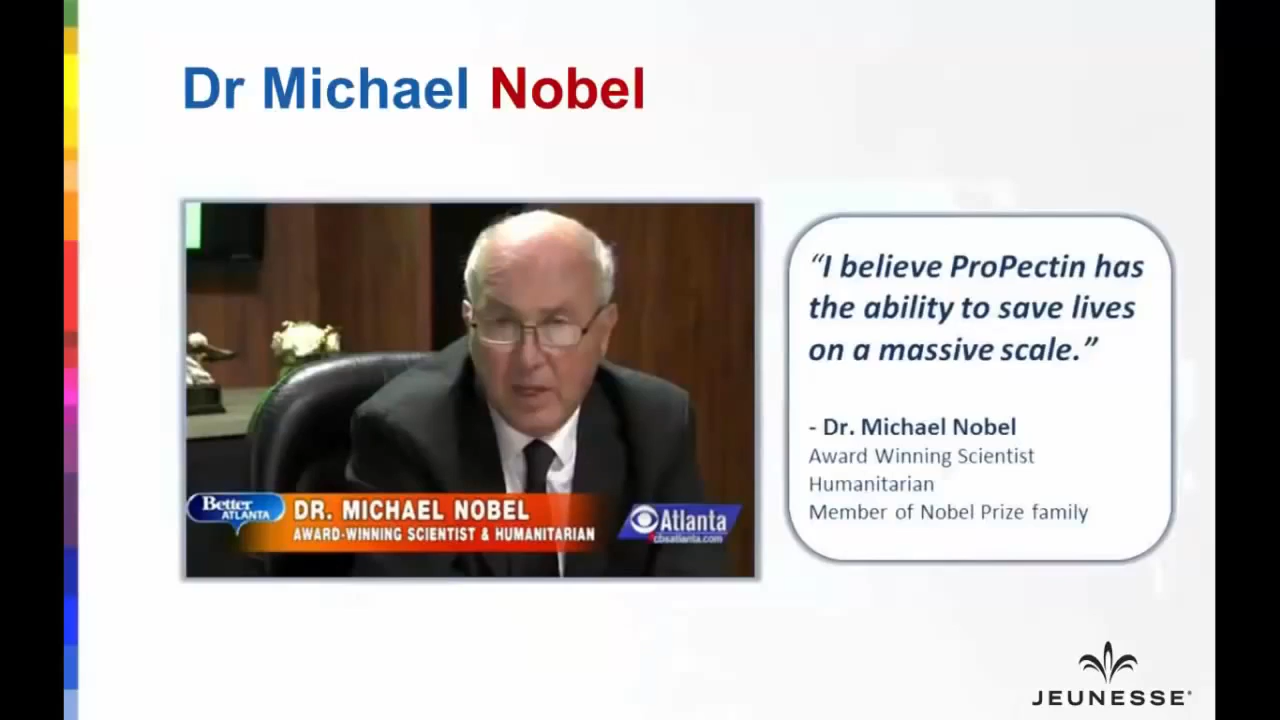 Dr Michael Nobel
“I believe ProPectin has
the ability to save lives
on a massive scale.”
- Dr. Michael Nobel
Award Winning Scientist
Humanitarian
Member of Nobel Prize family
Better
ATLANTA
DR. MICHAEL NOBEL
AWARD-WINNING SCIENTIST & HUMANITARIAN
Atlanta
cbsatlanta.com
JEUNESSE®